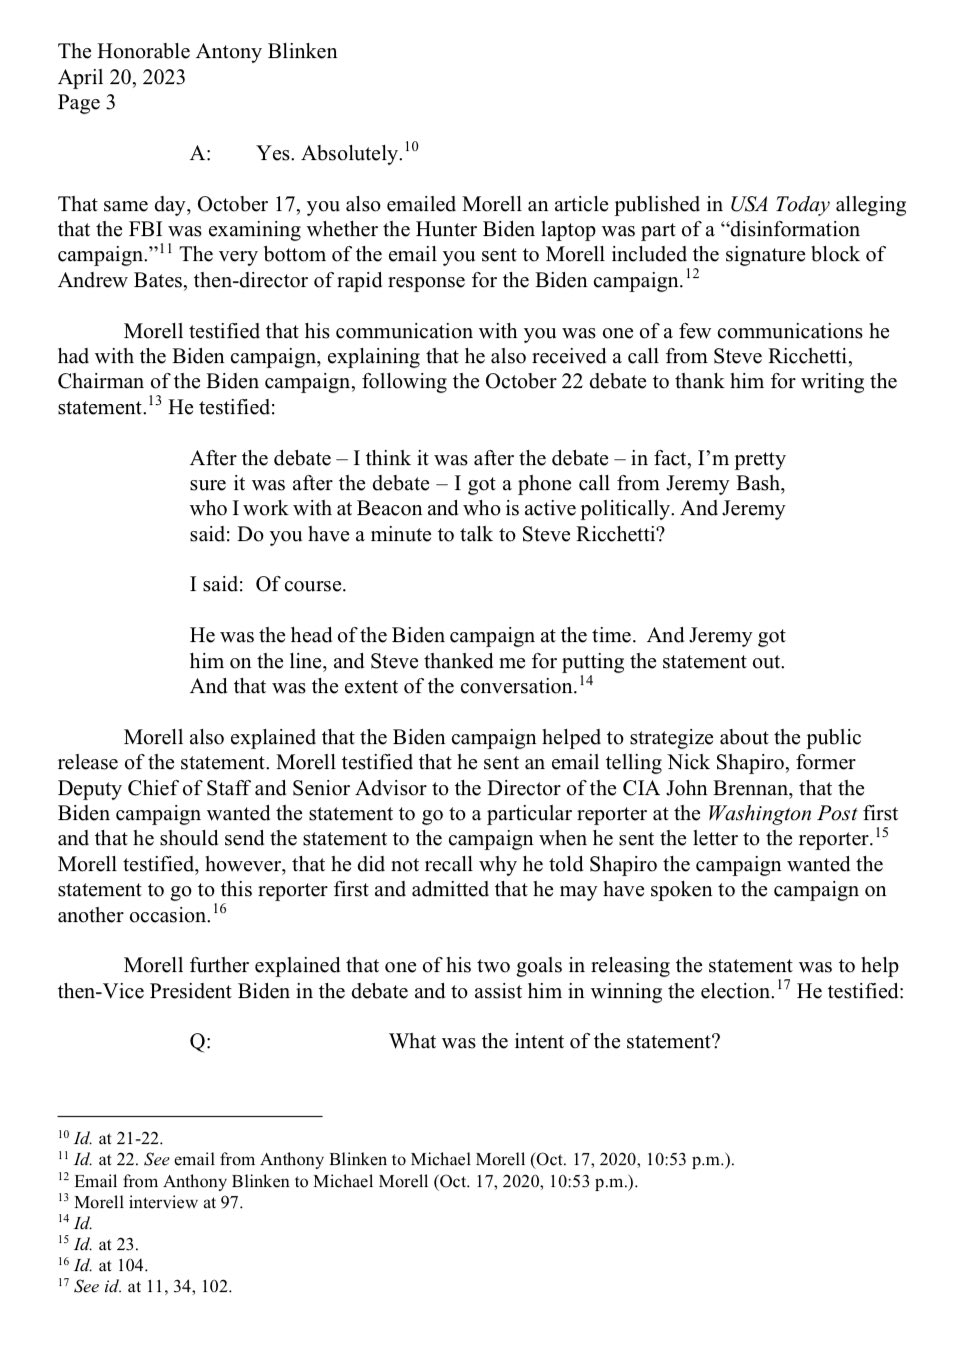 The Honorable Antony Blinken
April 20, 2023
Page 3
A: Yes. Absolutely.10
That same day, October 17, you also emailed Morell an article published in USA Today alleging
that the FBI was examining whether the Hunter Biden laptop was part of a “disinformation
campaign.”11 The very bottom of the email you sent to Morell included the signature block of
Andrew Bates, then-director of rapid response for the Biden campaign.12
Morell testified that his communication with you was one of a few communications he
had with the Biden campaign, explaining that he also received a call from Steve Ricchetti,
Chairman of the Biden campaign, following the October 22 debate to thank him for writing the
statement.13 He testified:
After the debate – I think it was after the debate – in fact, I’m pretty
sure it was after the debate – I got a phone call from Jeremy Bash,
who I work with at Beacon and who is active politically. And Jeremy
said: Do you have a minute to talk to Steve Ricchetti?
I said: Of course.
He was the head of the Biden campaign at the time. And Jeremy got
him on the line, and Steve thanked me for putting the statement out.
And that was the extent of the conversation.14
Morell also explained that the Biden campaign helped to strategize about the public
release of the statement. Morell testified that he sent an email telling Nick Shapiro, former
Deputy Chief of Staff and Senior Advisor to the Director of the CIA John Brennan, that the
Biden campaign wanted the statement to go to a particular reporter at the Washington Post first
and that he should send the statement to the campaign when he sent the letter to the reporter.15
Morell testified, however, that he did not recall why he told Shapiro the campaign wanted the
statement to go to this reporter first and admitted that he may have spoken to the campaign on
another occasion.16
Morell further explained that one of his two goals in releasing the statement was to help
then-Vice President Biden in the debate and to assist him in winning the election.17 He testified:
Q: What was the intent of the statement?
10 Id. at 21-22.
11 Id. at 22. See email from Anthony Blinken to Michael Morell (Oct. 17, 2020, 10:53 p.m.).
12 Email from Anthony Blinken to Michael Morell (Oct. 17, 2020, 10:53 p.m.).
13 Morell interview at 97.
14 Id.
15 Id. at 23.
16 Id. at 104.
17 See id. at 11, 34, 102.